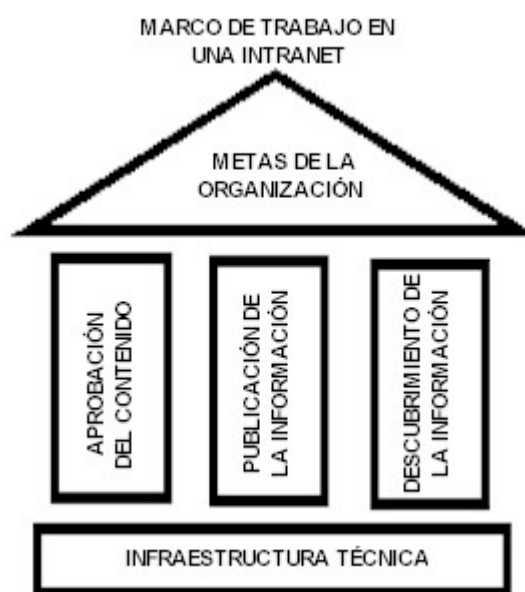 MARCO DE TRABAJO EN
UNA INTRANET
METAS DE LA
ORGANIZACIÓN
APROBACIÓN
DEL CONTENIDO
PUBLICACIÓN DE
LA INFORMACIÓN
DESCUBRIMIENTO DE
LA INFORMACIÓN
INFRAESTRUCTURA TÉCNICA